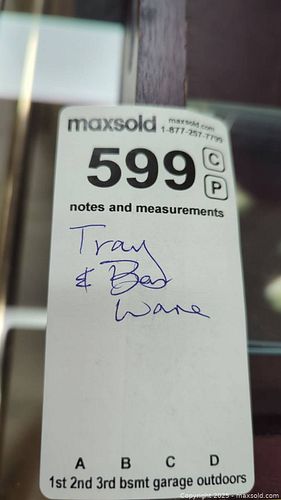 maxsold maxsold.com
1-877-257-7799
599 C
P
notes and measurements
Tray
& Bar
Ware
A B C D
1st 2nd 3rd bsmt garage outdoors
Copyright 2025 - maxsold.com